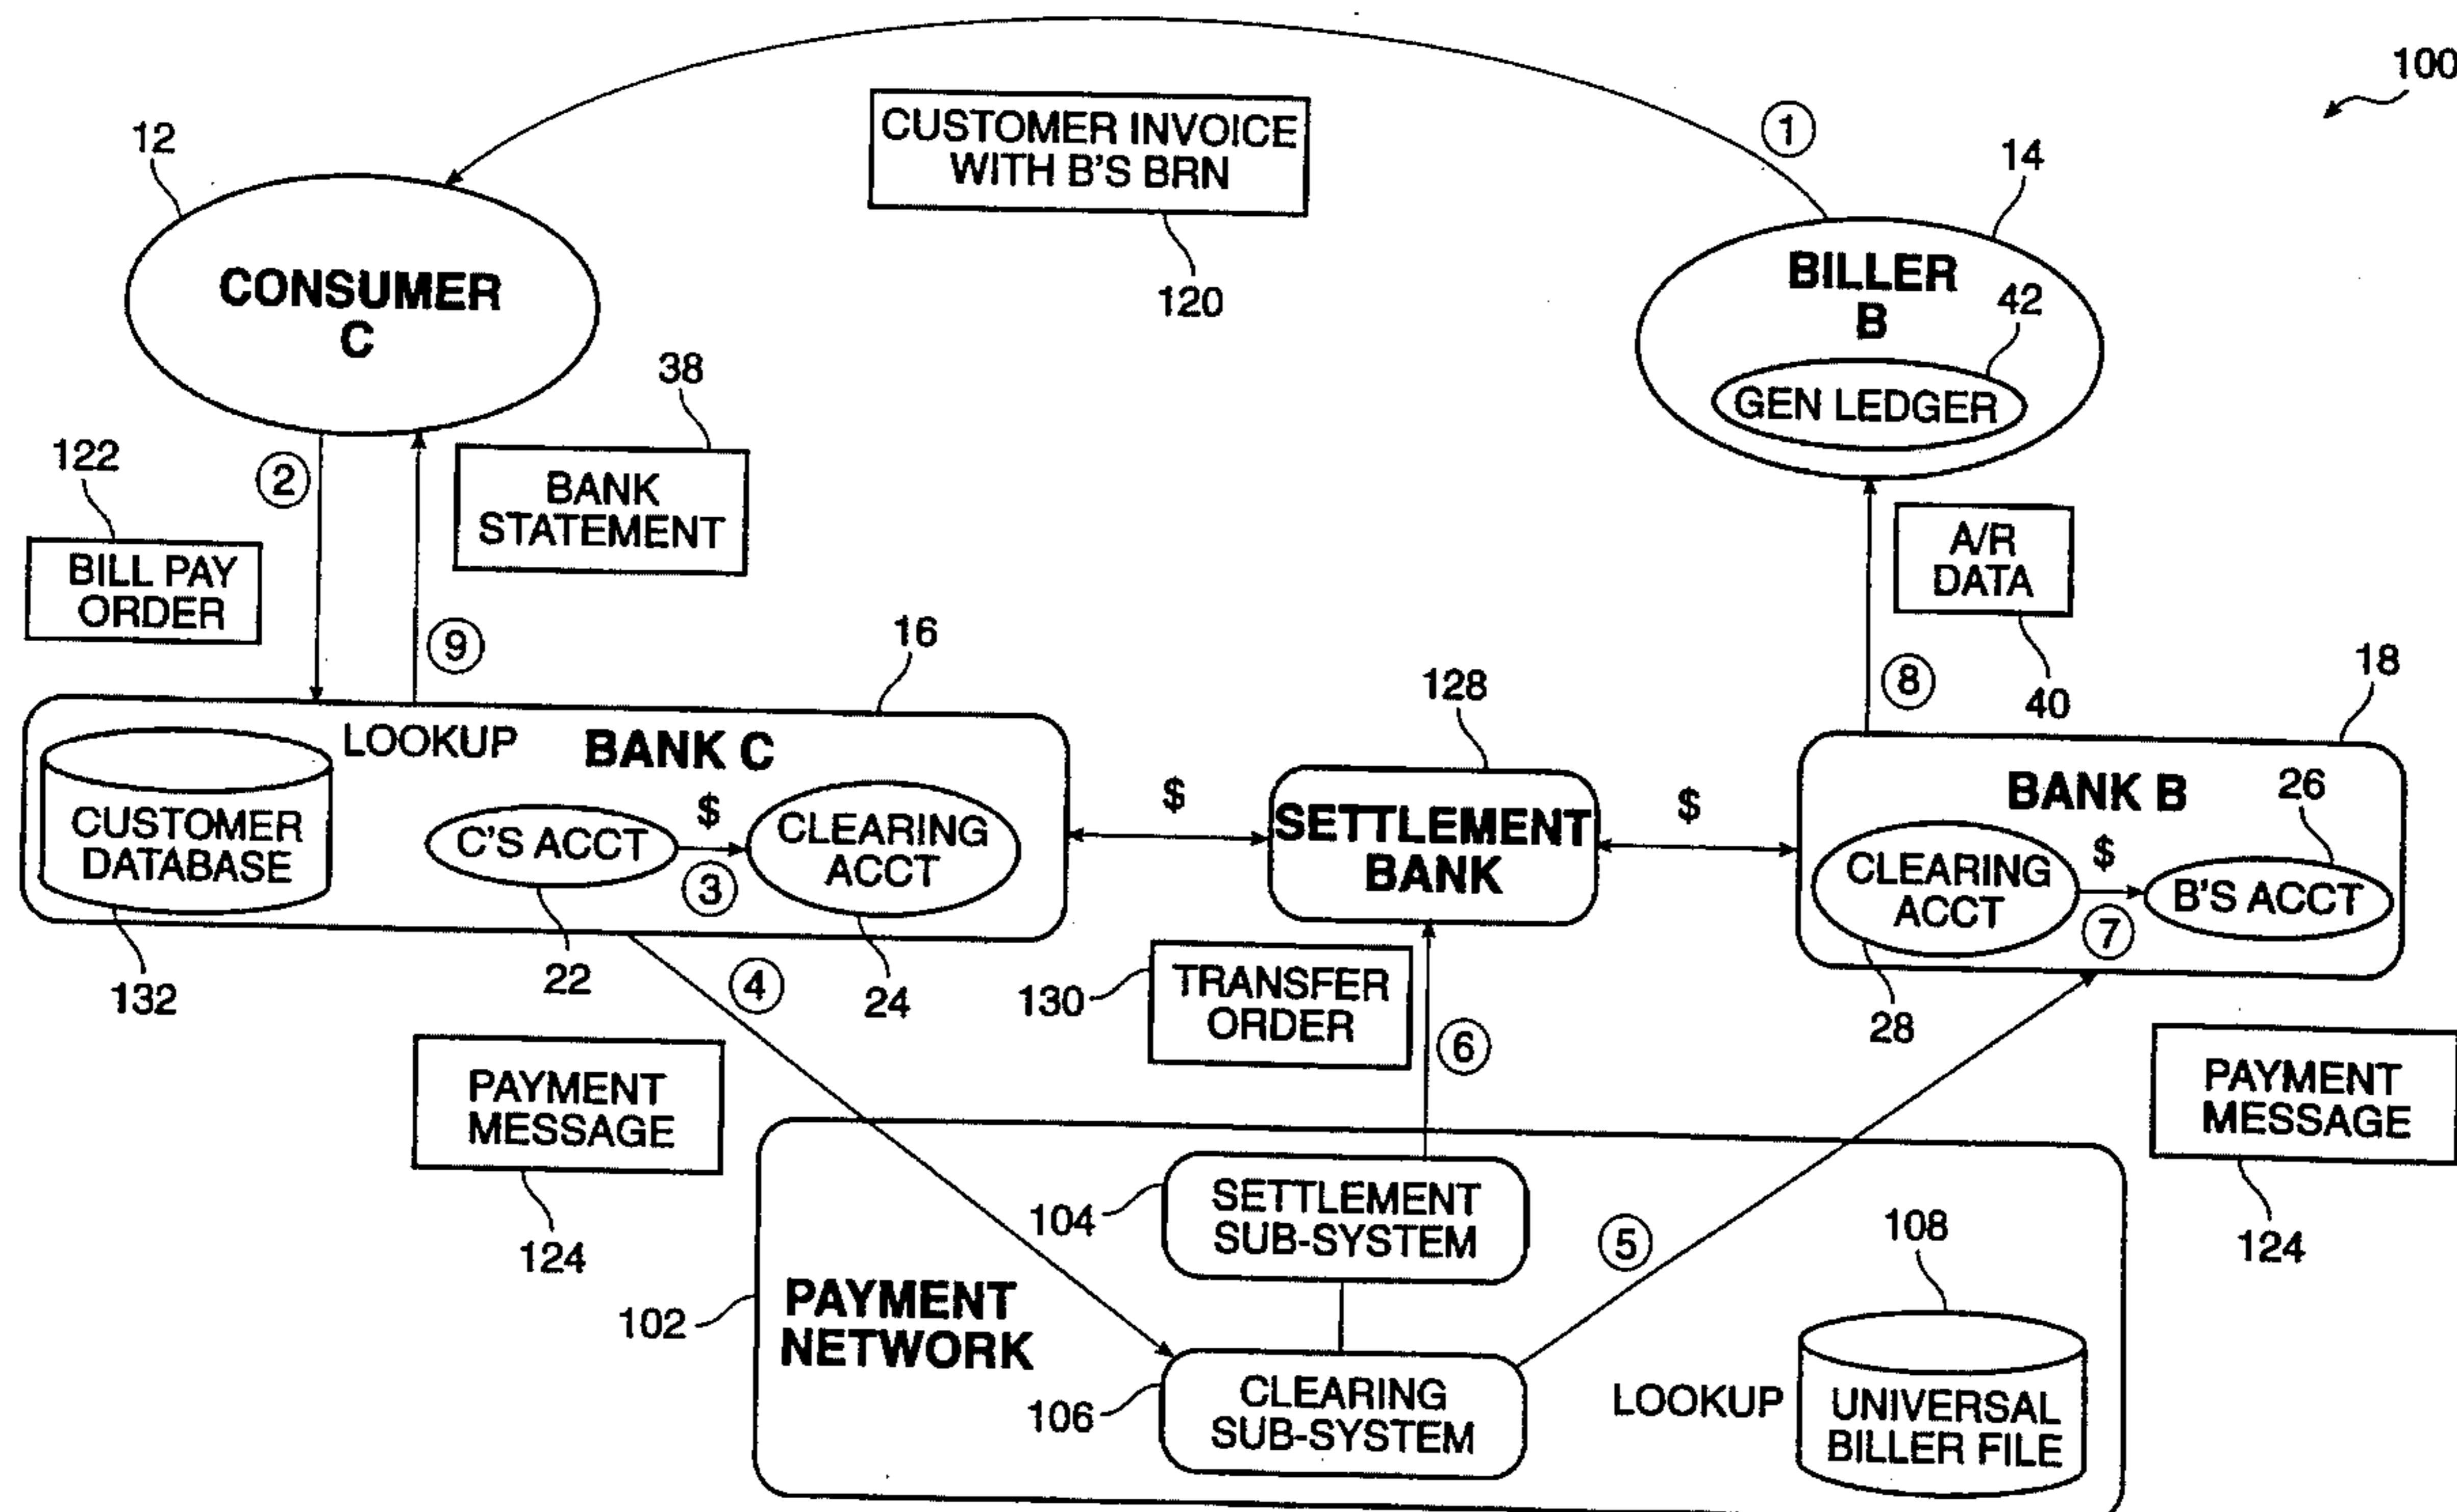 100
1
CUSTOMER INVOICE
WITH B'S BRN
120
12
CONSUMER
C
14
BILLER
B
42
GEN LEDGER
38
BANK
STATEMENT
122
2
BILL PAY
ORDER
9
A/R
DATA
40
8
16
LOOKUP
BANK C
CUSTOMER
DATABASE
132
C'S ACCT
22
$
3
CLEARING
ACCT
24
$
128
SETTLEMENT
BANK
$
18
BANK B
26
CLEARING
ACCT
28
$
7
B'S ACCT
4
PAYMENT
MESSAGE
124
130
TRANSFER
ORDER
6
PAYMENT
MESSAGE
124
102
PAYMENT
NETWORK
104
SETTLEMENT
SUB-SYSTEM
5
106
CLEARING
SUB-SYSTEM
108
LOOKUP
UNIVERSAL
BILLER FILE